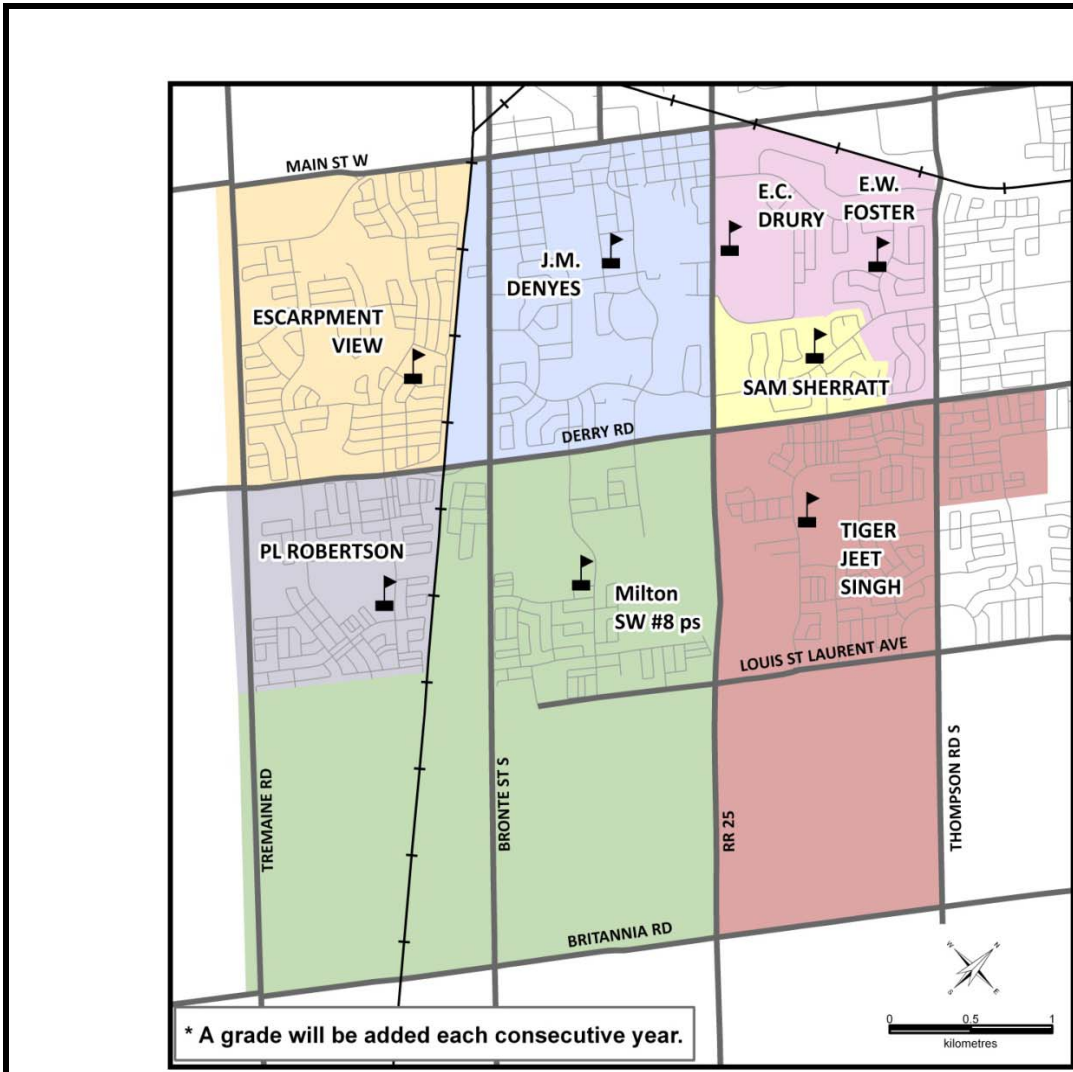 MAIN ST W
E.C.
DRURY
E.W.
FOSTER
J.M.
DENYES
ESCARPMENT
VIEW
SAM SHERRATT
DERRY RD
PL ROBERTSON
TIGER
JEET
SINGH
Milton
SW #8 ps
LOUIS ST LAURENT AVE
TREMAINE RD
BRONTE ST S
RR 25
THOMPSON RD S
BRITANNIA RD
W
N
S
E
0 0.5 1
kilometres
* A grade will be added each consecutive year.